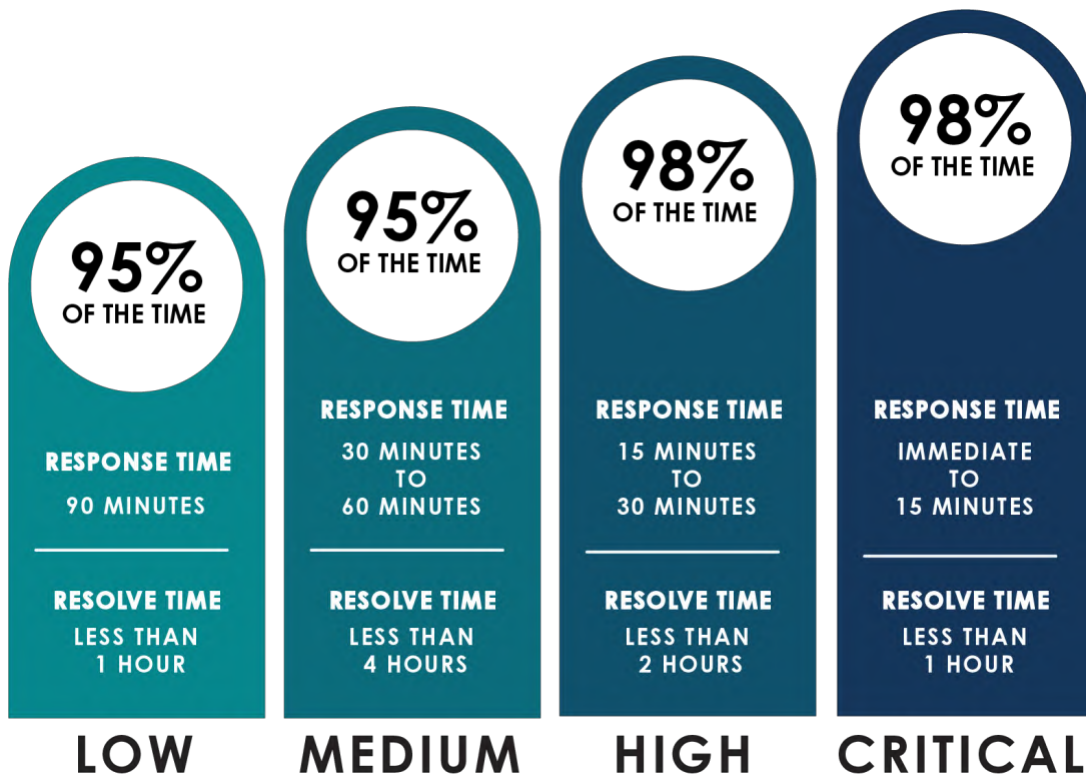 95%
OF THE TIME
RESPONSE TIME
90 MINUTES
RESOLVE TIME
LESS THAN
1 HOUR
LOW
95%
OF THE TIME
RESPONSE TIME
30 MINUTES
TO
60 MINUTES
RESOLVE TIME
LESS THAN
4 HOURS
MEDIUM
98%
OF THE TIME
RESPONSE TIME
15 MINUTES
TO
30 MINUTES
RESOLVE TIME
LESS THAN
2 HOURS
HIGH
98%
OF THE TIME
RESPONSE TIME
IMMEDIATE
TO
15 MINUTES
RESOLVE TIME
LESS THAN
1 HOUR
CRITICAL